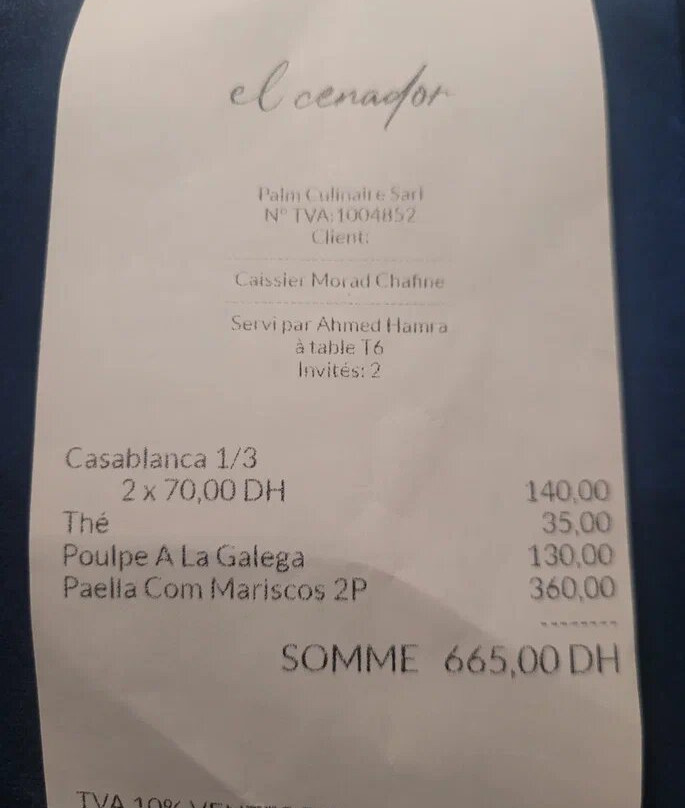 el cenador
Palm Culinaire Sarl
N° TVA:1004852
Client:
Caissier Morad Chafine
Servi par Ahmed Hamra
à table T6
Invités: 2
Casablanca 1/3
2 x 70,00 DH 140,00
Thé 35,00
Poulpe A La Galega 130,00
Paella Com Mariscos 2P 360,00
SOMME 665,00 DH
TVA 10%